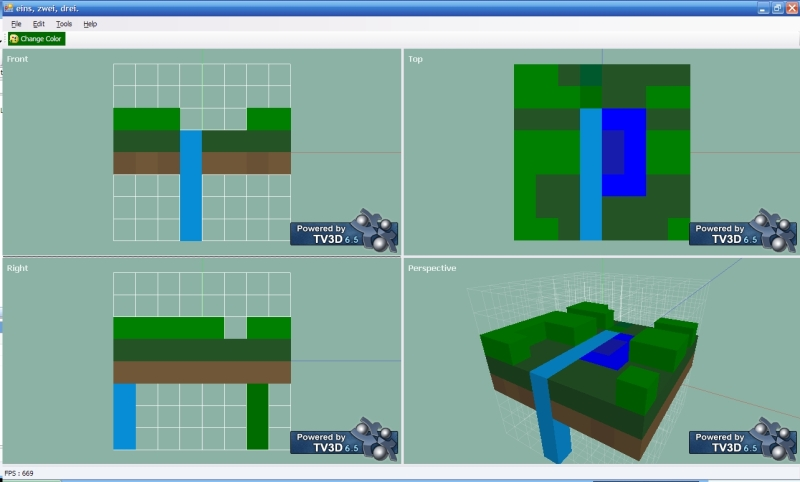 eins, zwei, drei.
File Edit Tools Help
Change Color
Front
Top
Powered by
TV3D 6.5
Powered by
TV3D 6.5
Right
Perspective
Powered by
TV3D 6.5
Powered by
TV3D 6.5
FPS : 669